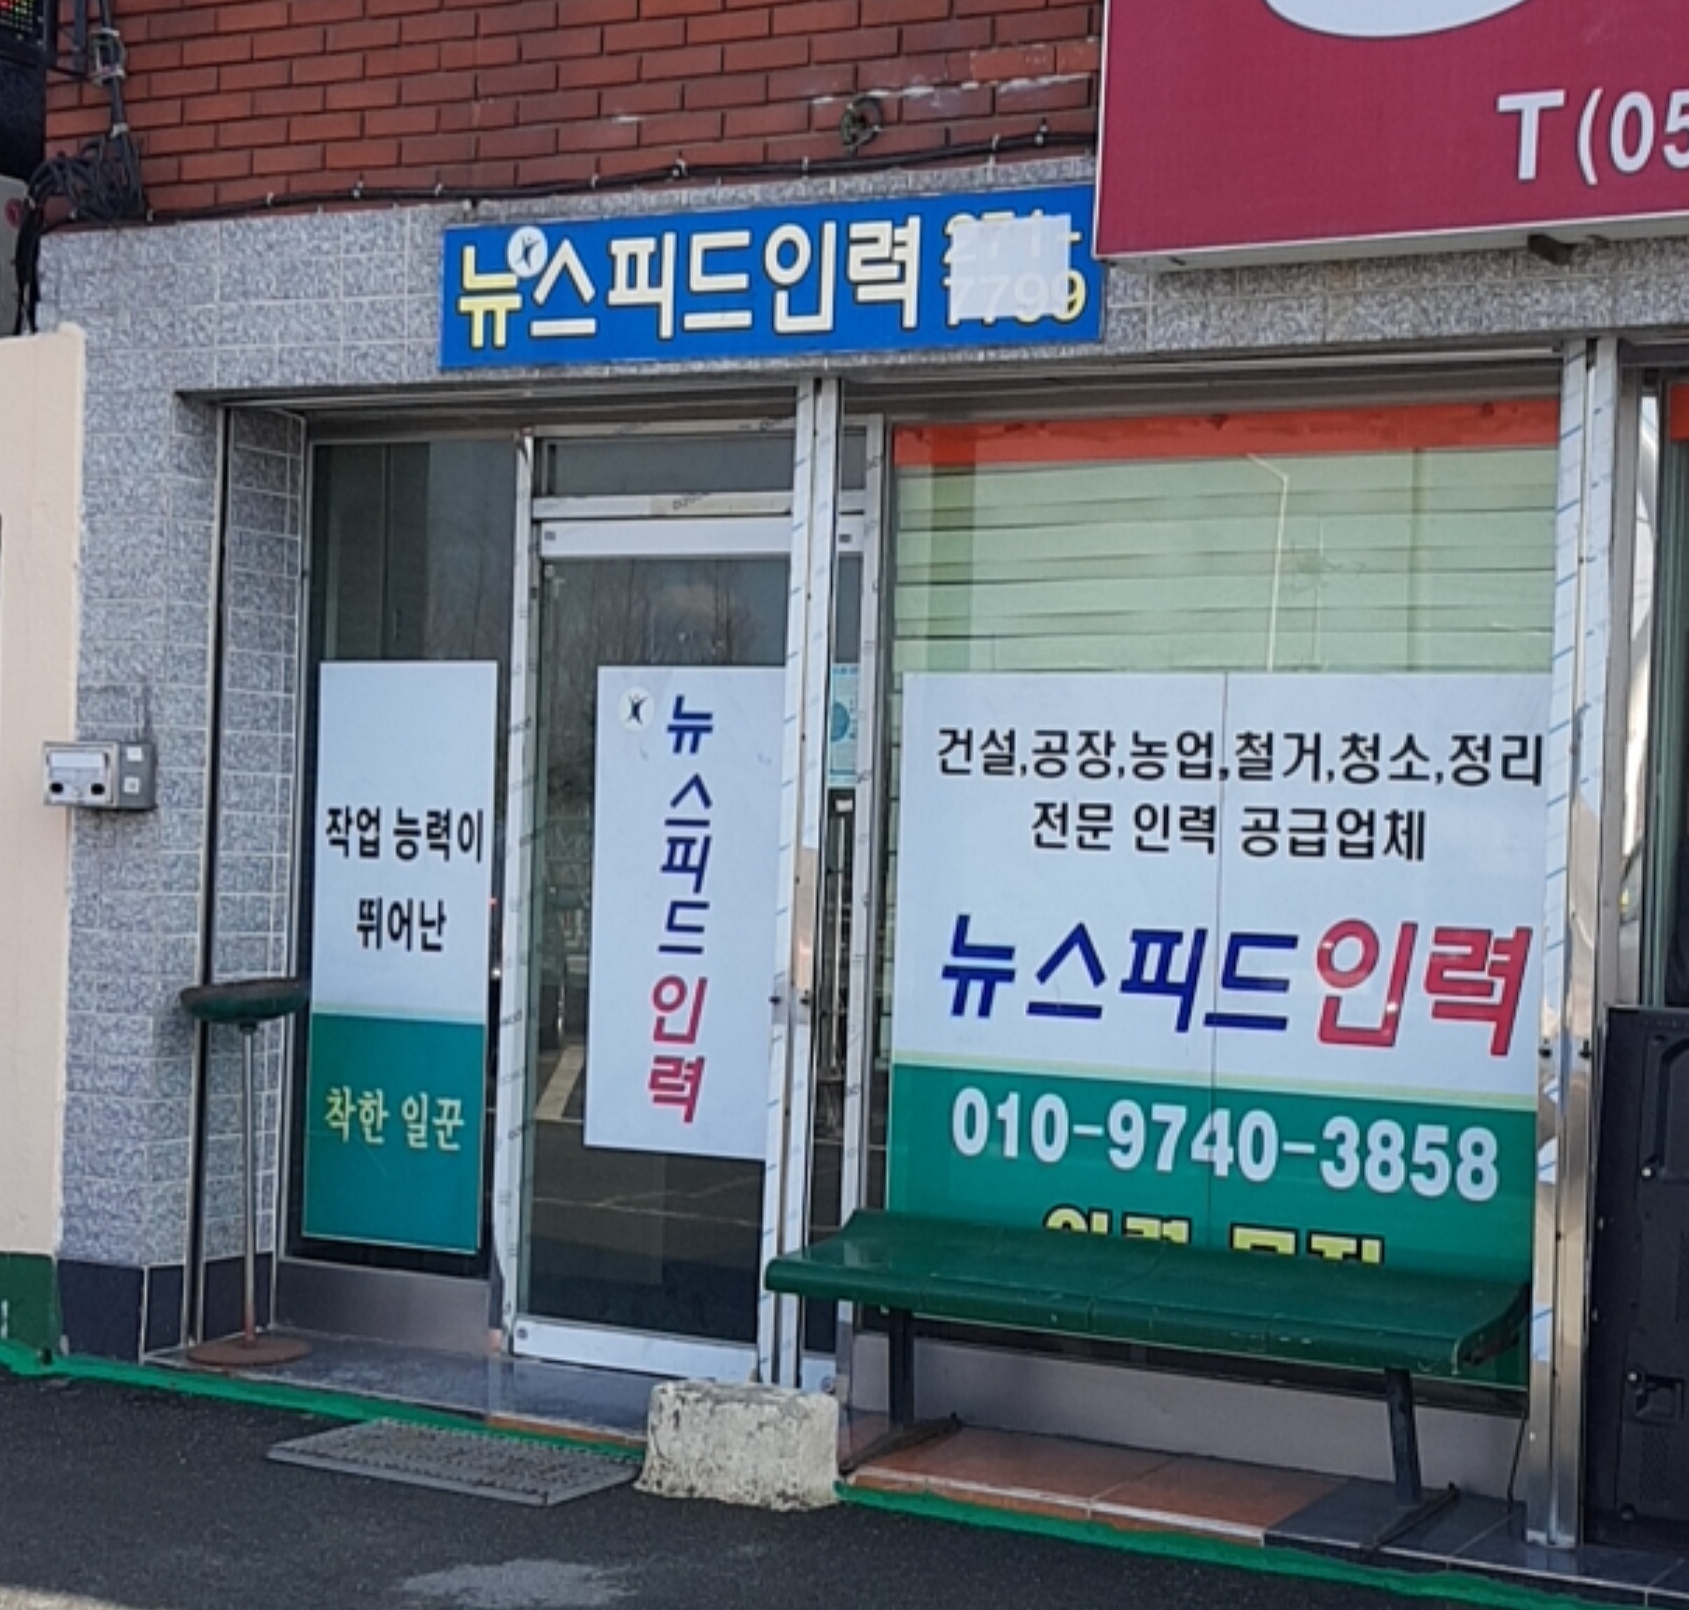 T(05
뉴스피드인력
271-
7799
작업 능력이
뛰어난
착한 일꾼
뉴스피드인력
건설,공장,농업,철거,청소,정리
전문 인력 공급업체
뉴스피드인력
010-9740-3858